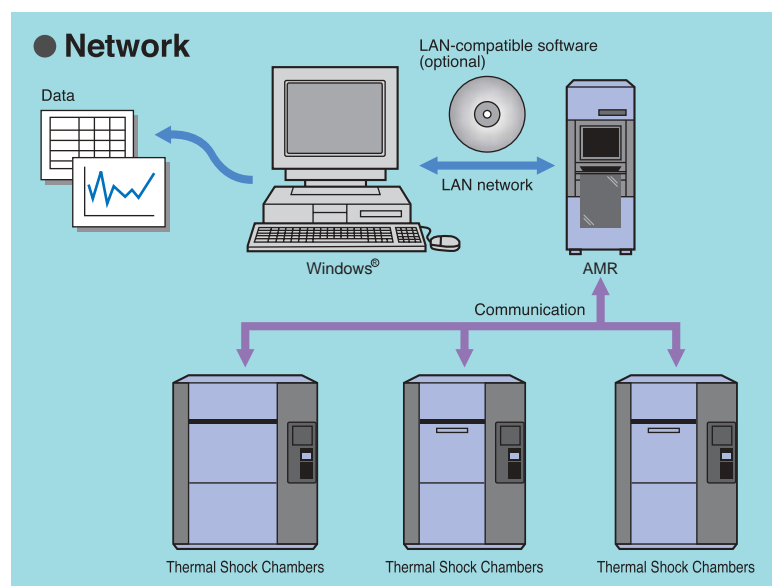 ● Network
LAN-compatible software
(optional)
Data
LAN network
Windows®
AMR
Communication
Thermal Shock Chambers
Thermal Shock Chambers
Thermal Shock Chambers